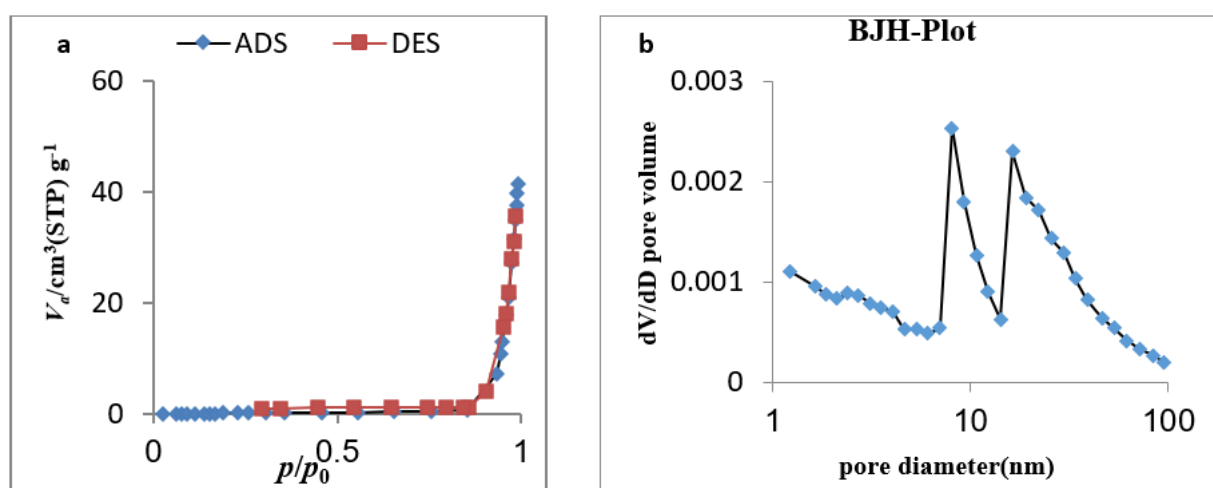 a
ADS
DES
60
40
20
0
V_a/cm³(STP) g⁻¹
0
0.5
1
p/p₀
b
BJH-Plot
0.003
0.002
0.001
0
dV/dD pore volume
1
10
100
pore diameter(nm)